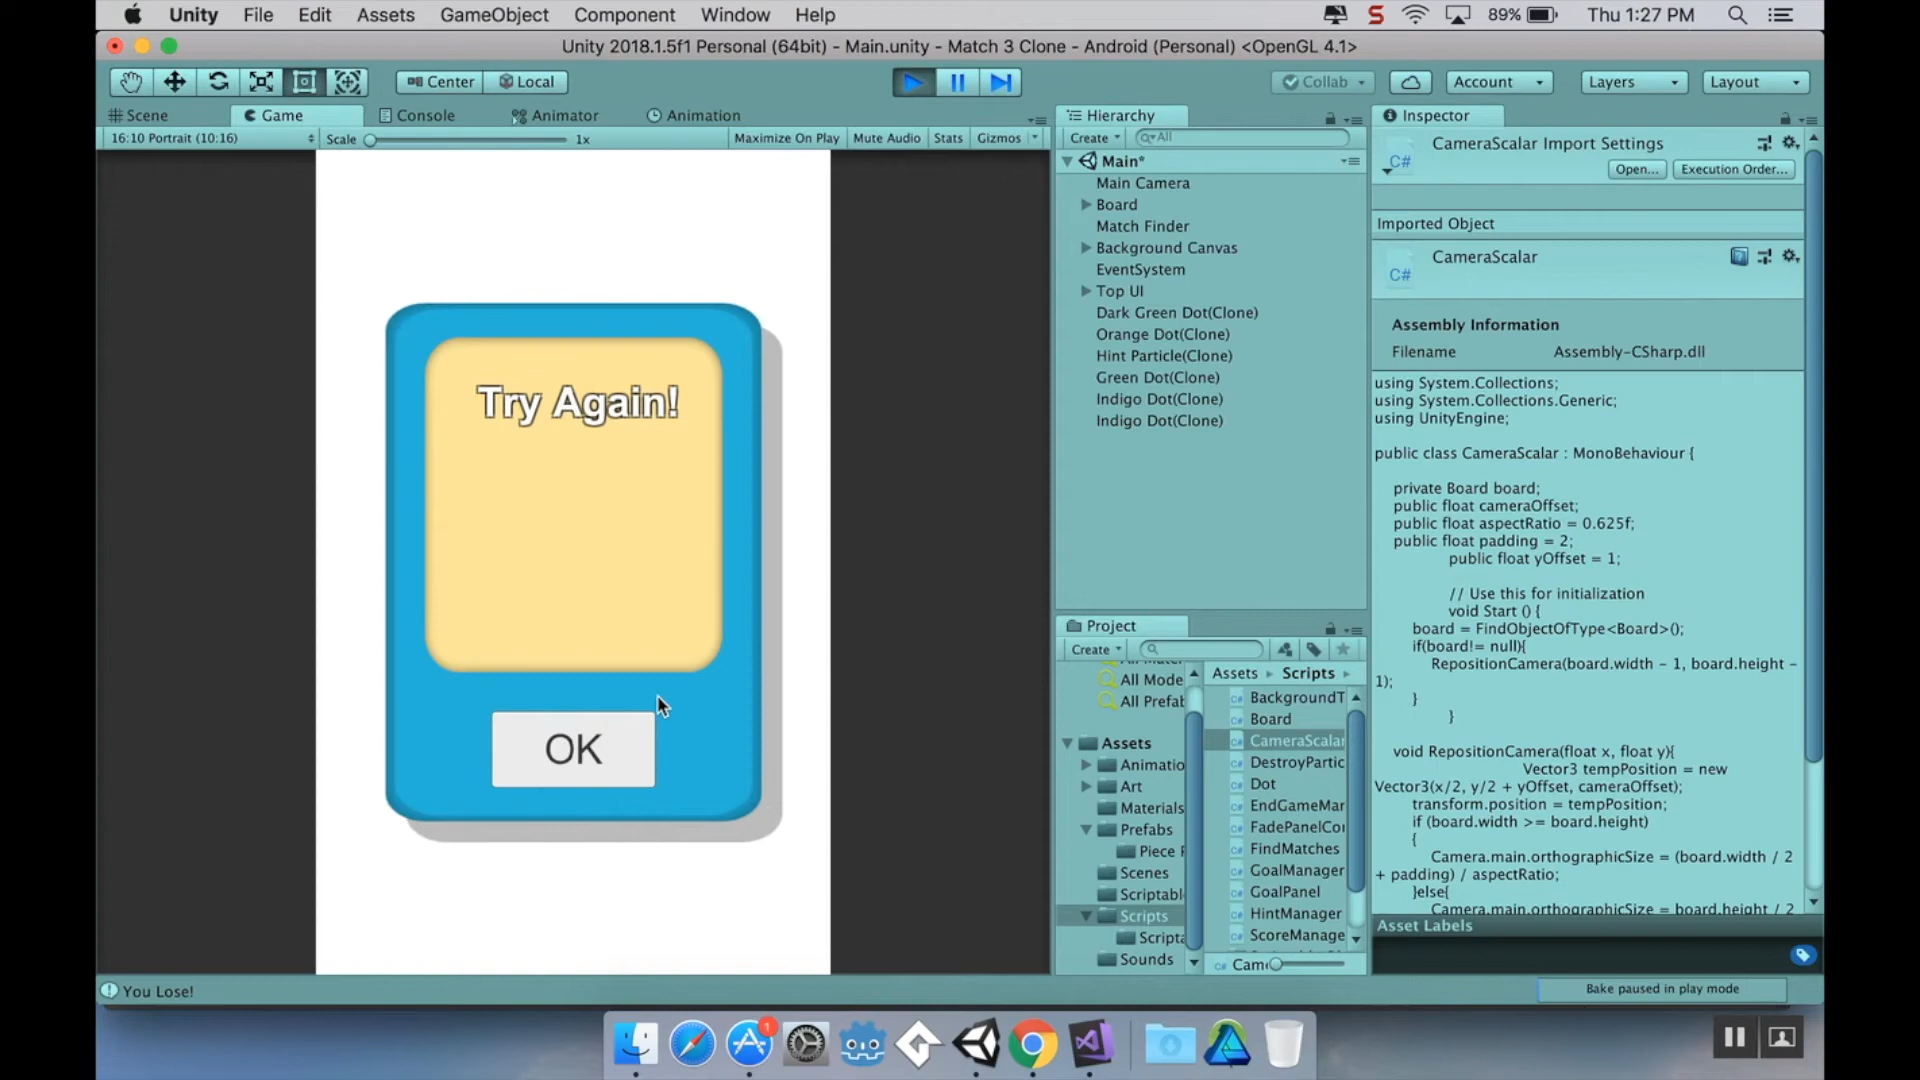 Unity File Edit Assets GameObject Component Window Help
S 89% Thu 1:27 PM
Unity 2018.1.5f1 Personal (64bit) - Main.unity - Match 3 Clone - Android (Personal) <OpenGL 4.1>
Center Local Collab Account Layers Layout
Scene Game Console Animator Animation
16:10 Portrait (10:16) Scale 1x Maximize On Play Mute Audio Stats Gizmos
Try Again!
OK
Hierarchy
Create All
Main*
Main Camera
Board
Match Finder
Background Canvas
EventSystem
Top UI
Dark Green Dot(Clone)
Orange Dot(Clone)
Hint Particle(Clone)
Green Dot(Clone)
Indigo Dot(Clone)
Indigo Dot(Clone)
Project
Create
All Mode
All Prefab
Assets
Animatio
Art
Materials
Prefabs
Piece
Scenes
Scriptabl
Scripts
Scripta
Sounds
Assets Scripts
BackgroundT
Board
CameraScalar
DestroyPartic
Dot
EndGameMar
FadePanelCor
FindMatches
GoalManager
GoalPanel
HintManager
ScoreManage
Came
Inspector
CameraScalar Import Settings
C#
Open... Execution Order...
Imported Object
CameraScalar
C#
Assembly Information
Filename Assembly-CSharp.dll
using System.Collections;
using System.Collections.Generic;
using UnityEngine;
public class CameraScalar : MonoBehaviour {
private Board board;
public float cameraOffset;
public float aspectRatio = 0.625f;
public float padding = 2;
public float yOffset = 1;
// Use this for initialization
void Start () {
board = FindObjectOfType<Board>();
if(board!= null){
RepositionCamera(board.width - 1, board.height -
1);
}
}
void RepositionCamera(float x, float y){
Vector3 tempPosition = new
Vector3(x/2, y/2 + yOffset, cameraOffset);
transform.position = tempPosition;
if (board.width >= board.height)
{
Camera.main.orthographicSize = (board.width / 2
+ padding) / aspectRatio;
}else{
Camera.main.orthographicSize = board.height / 2
Asset Labels
You Lose!
Bake paused in play mode
1